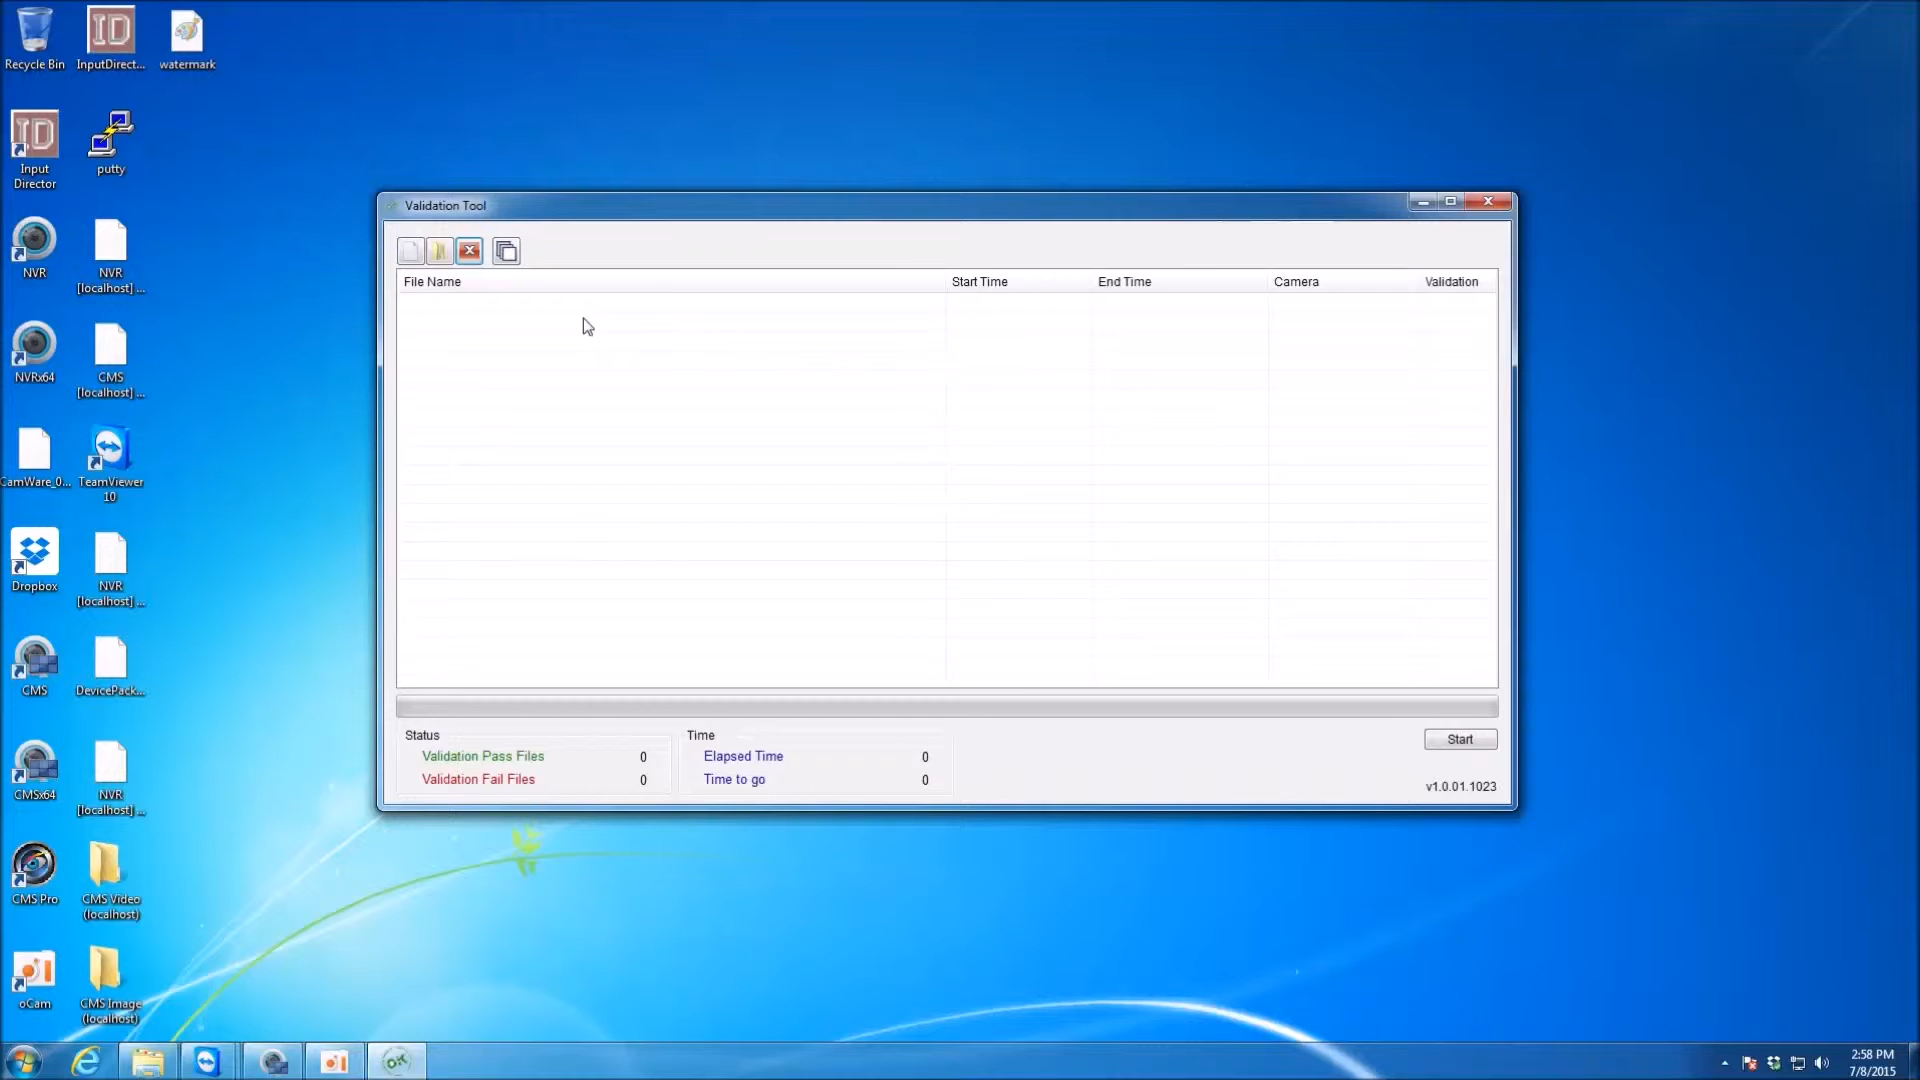 Recycle Bin
InputDirect...
watermark
Input
Director
putty
NVR
NVR
[localhost] ...
NVRx64
CMS
[localhost] ...
CamWare_0...
TeamViewer
10
Dropbox
NVR
[localhost] ...
CMS
DevicePack...
CMSx64
NVR
[localhost] ...
CMS Pro
CMS Video
(localhost)
oCam
CMS Image
(localhost)
Validation Tool
File Name
Start Time
End Time
Camera
Validation
Status
Validation Pass Files 0
Validation Fail Files 0
Time
Elapsed Time 0
Time to go 0
Start
v1.0.01.1023
2:58 PM
7/8/2015